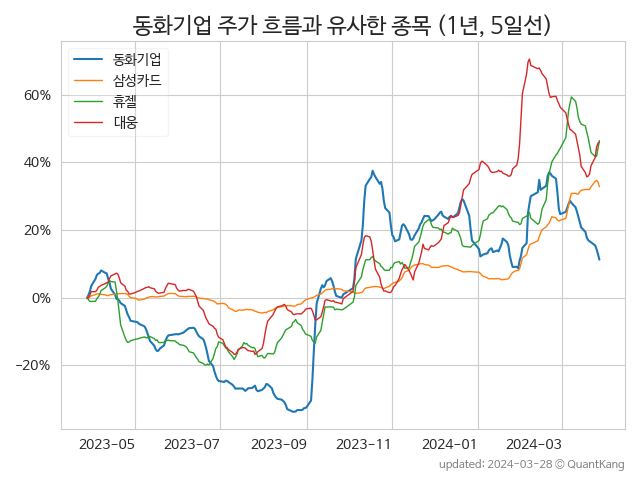 동화기업 주가 흐름과 유사한 종목 (1년, 5일선)
동화기업
삼성카드
휴젤
대웅
60%
40%
20%
0%
−20%
2023-05 2023-07 2023-09 2023-11 2024-01 2024-03
updated: 2024-03-28 © QuantKang